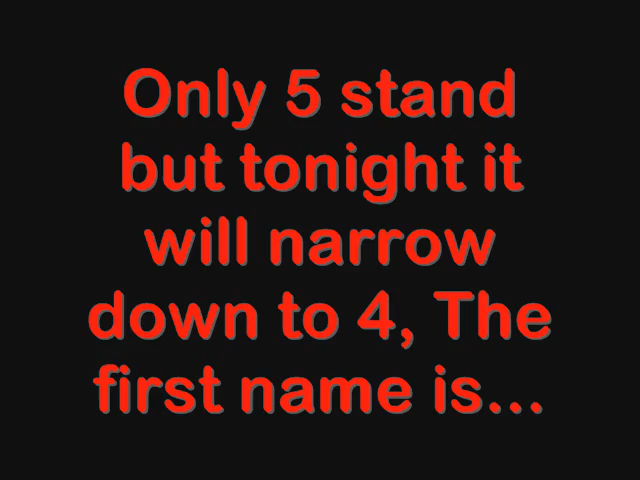 Only 5 stand
but tonight it
will narrow
down to 4, The
first name is...